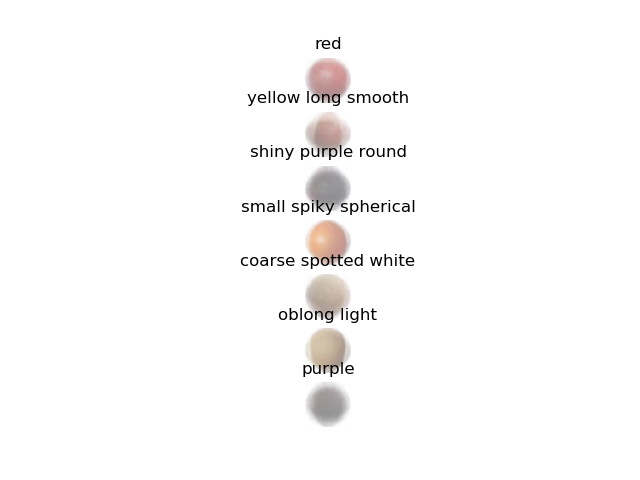 red
yellow long smooth
shiny purple round
small spiky spherical
coarse spotted white
oblong light
purple